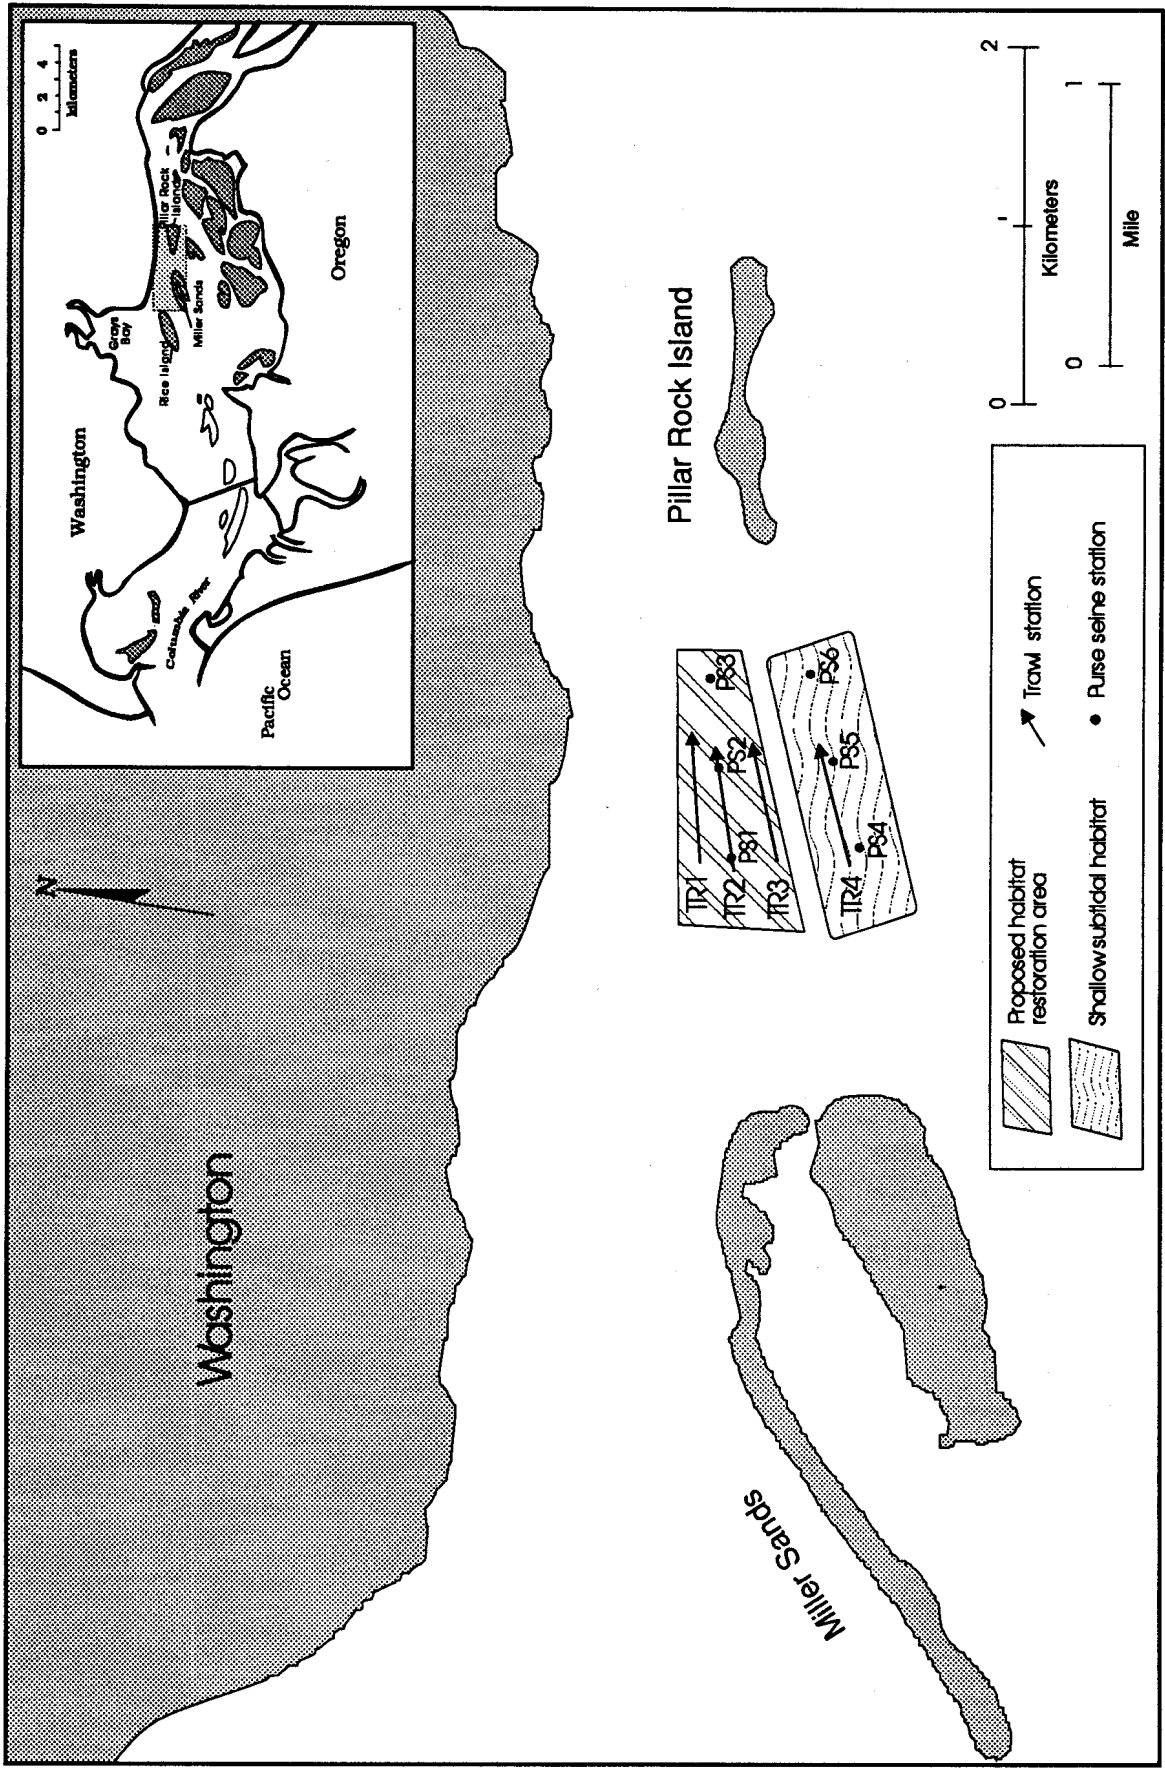 0 2 4
kilometers
Washington
Grays
Bay
Rice Island
Pillar Rock
Islands
Miller Sands
Columbia River
Pacific
Ocean
Oregon
N
Washington
Miller Sands
Pillar Rock Island
TR1
TR2
PS1
PS2
PS3
TR3
TR4
PS4
PS5
PS6
Proposed habitat
restoration area
Trawl station
Shallow subtidal habitat
Purse seine station
0 1 2
Kilometers
0 1
Mile